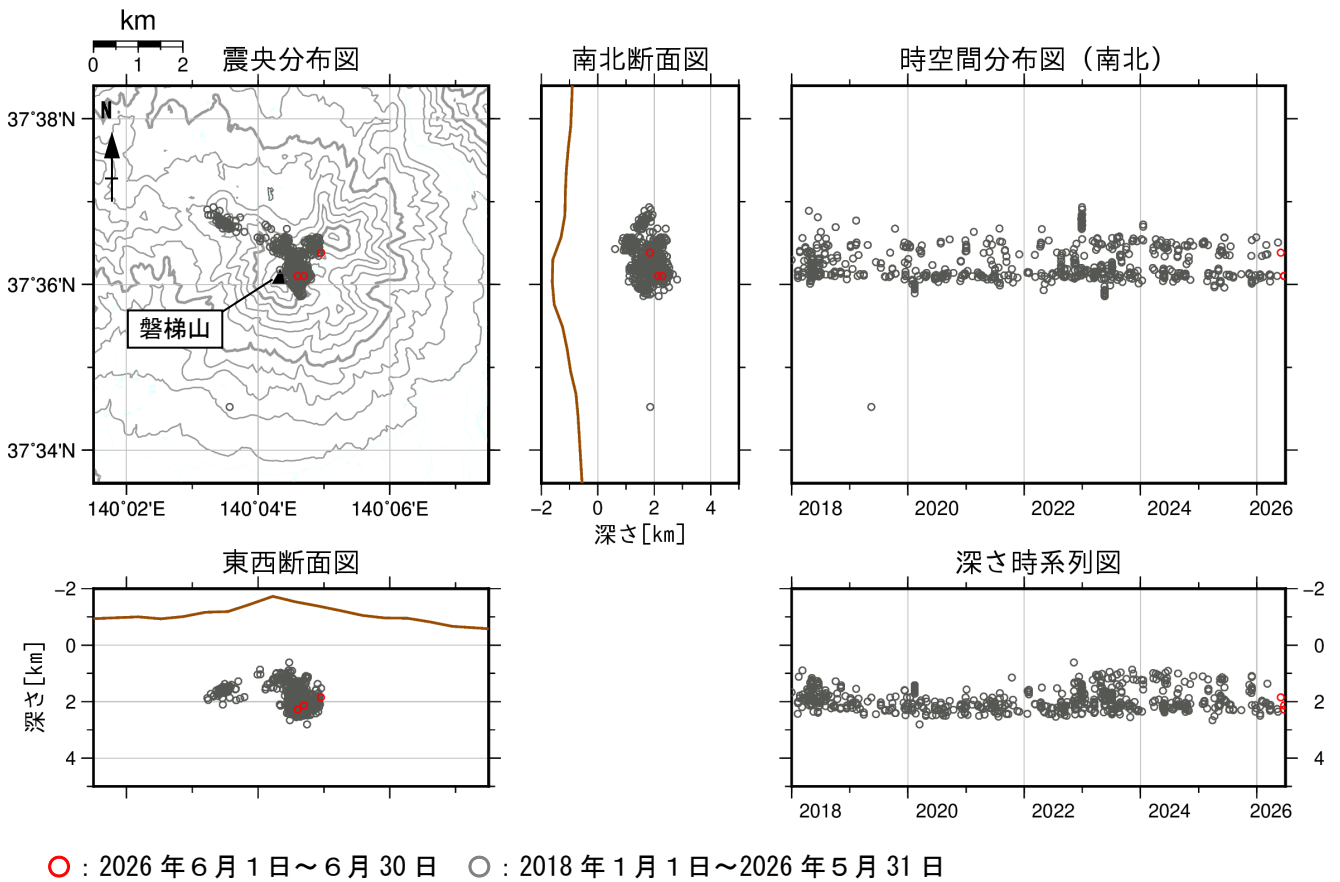 km
0 1 2
震央分布図
N
37°38'N
37°36'N
37°34'N
磐梯山
140°02'E 140°04'E 140°06'E
南北断面図
-2 0 2 4
深さ[km]
時空間分布図（南北）
2018 2020 2022 2024 2026
東西断面図
-2
0
2
4
深さ[km]
深さ時系列図
-2
0
2
4
2018 2020 2022 2024 2026
：2026 年６月１日～６月 30 日 ：2018 年１月１日～2026 年５月 31 日